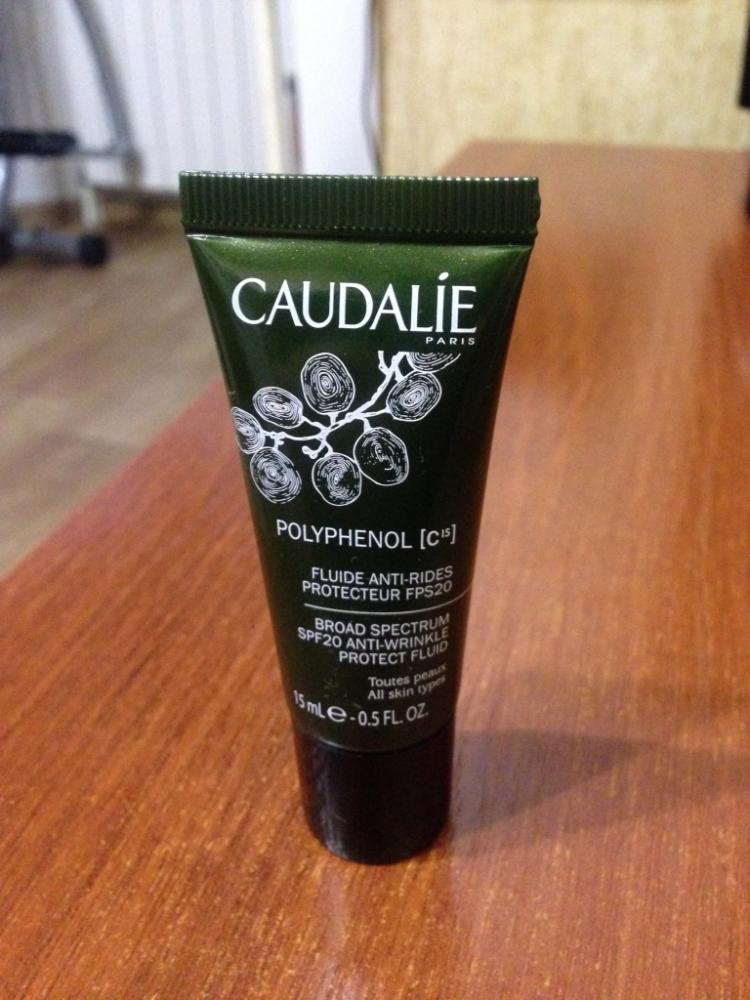 CAUDALÍE
PARIS
POLYPHENOL [C¹⁵]
FLUIDE ANTI-RIDES
PROTECTEUR FPS20
BROAD SPECTRUM
SPF20 ANTI-WRINKLE
PROTECT FLUID
Toutes peaux
All skin types
15 mL ℮ - 0.5 FL. OZ.